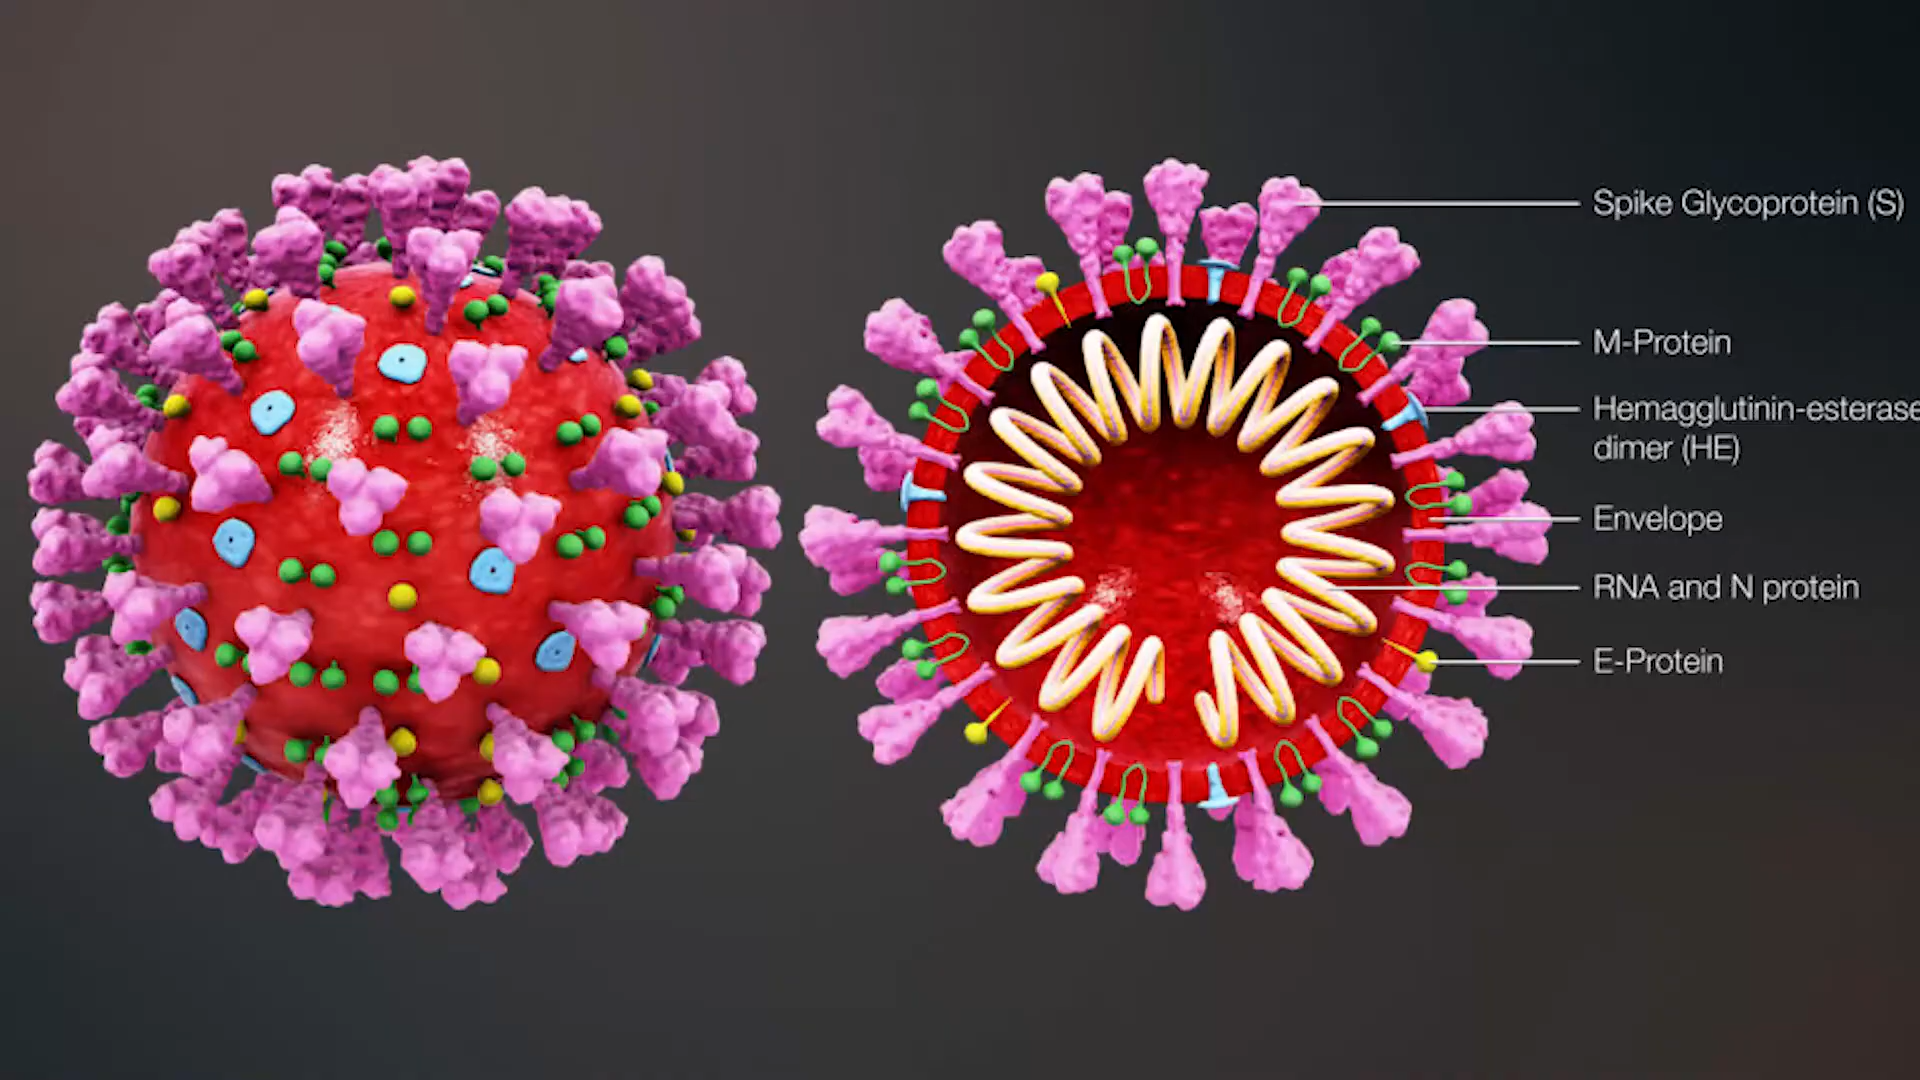 Spike Glycoprotein (S)
M-Protein
Hemagglutinin-esterase
dimer (HE)
Envelope
RNA and N protein
E-Protein